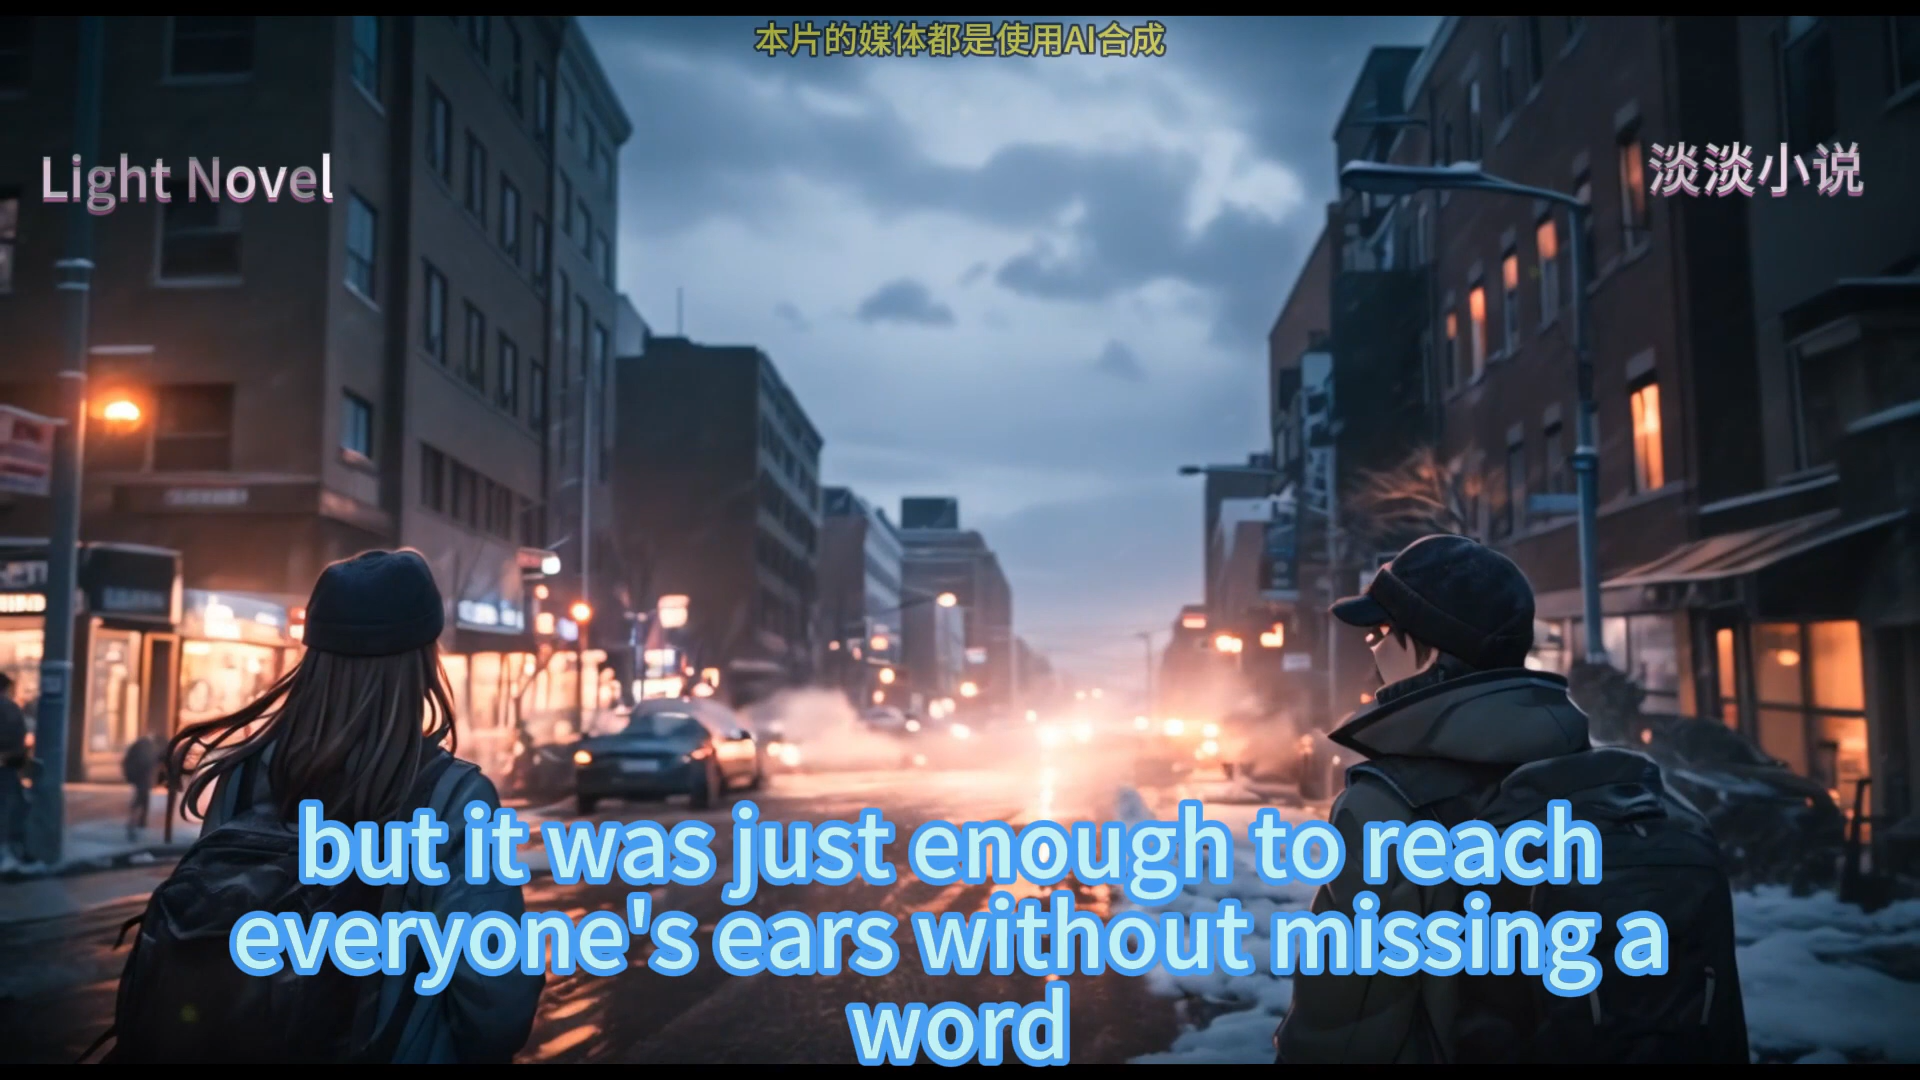 本片的媒体都是使用AI合成
Light Novel
淡淡小说
but it was just enough to reach
everyone's ears without missing a
word